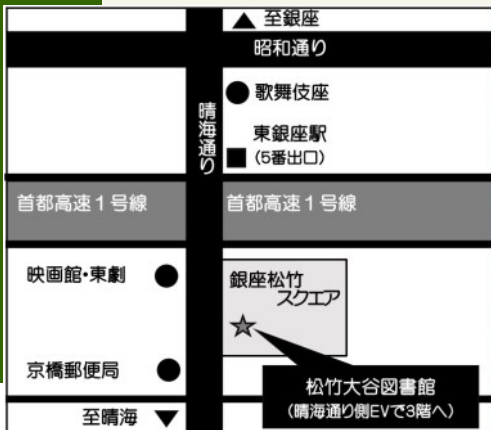 至銀座
昭和通り
歌舞伎座
晴海通り
東銀座駅
(5番出口)
首都高速1号線
首都高速1号線
映画館・東劇
銀座松竹
スクエア
京橋郵便局
松竹大谷図書館
(晴海通り側EVで3階へ)
至晴海